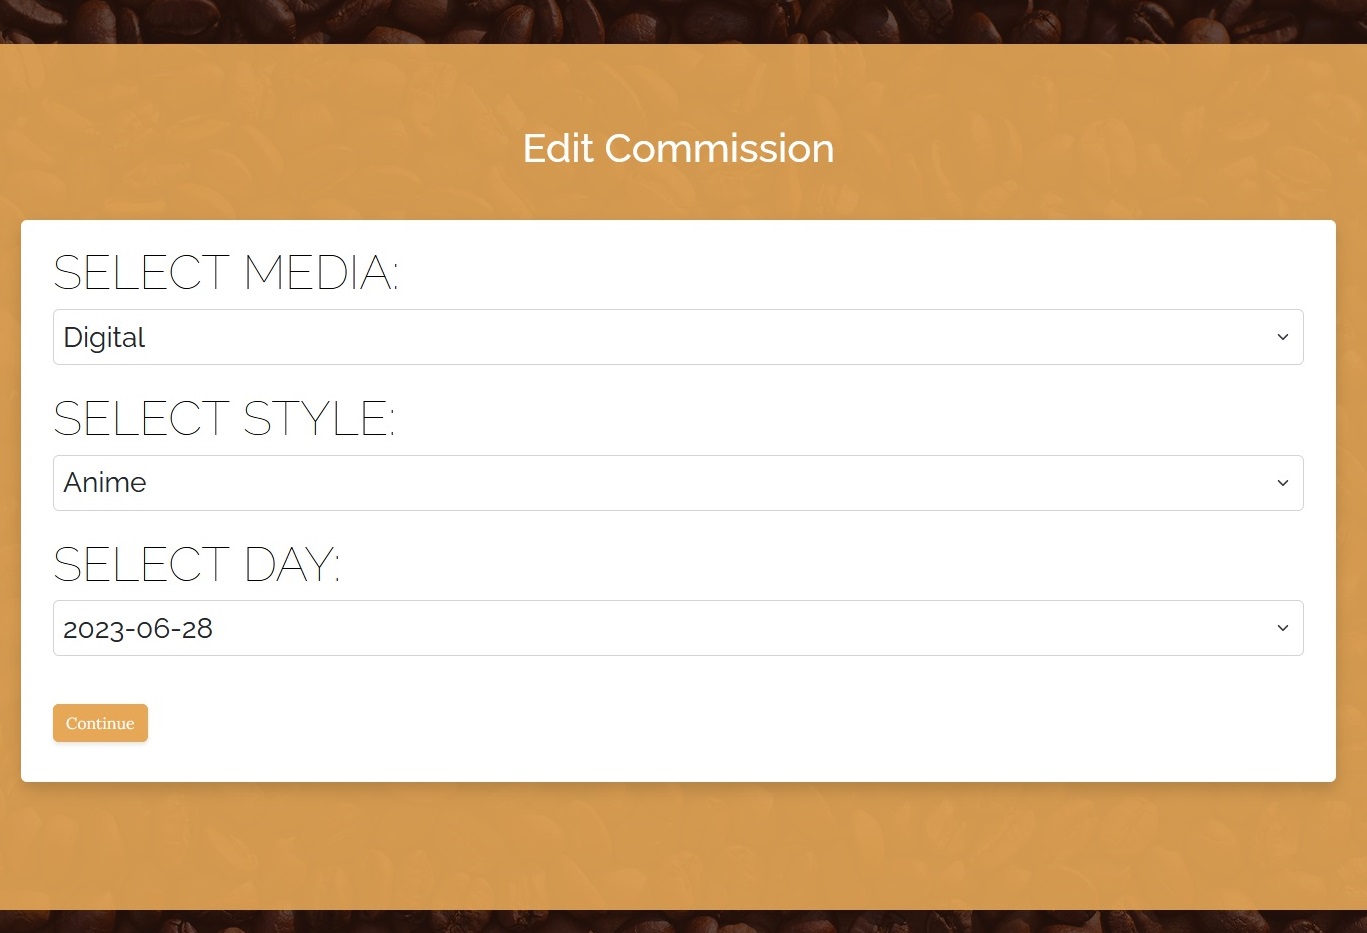 Edit Commission
SELECT MEDIA:
Digital
SELECT STYLE:
Anime
SELECT DAY:
2023-06-28
Continue